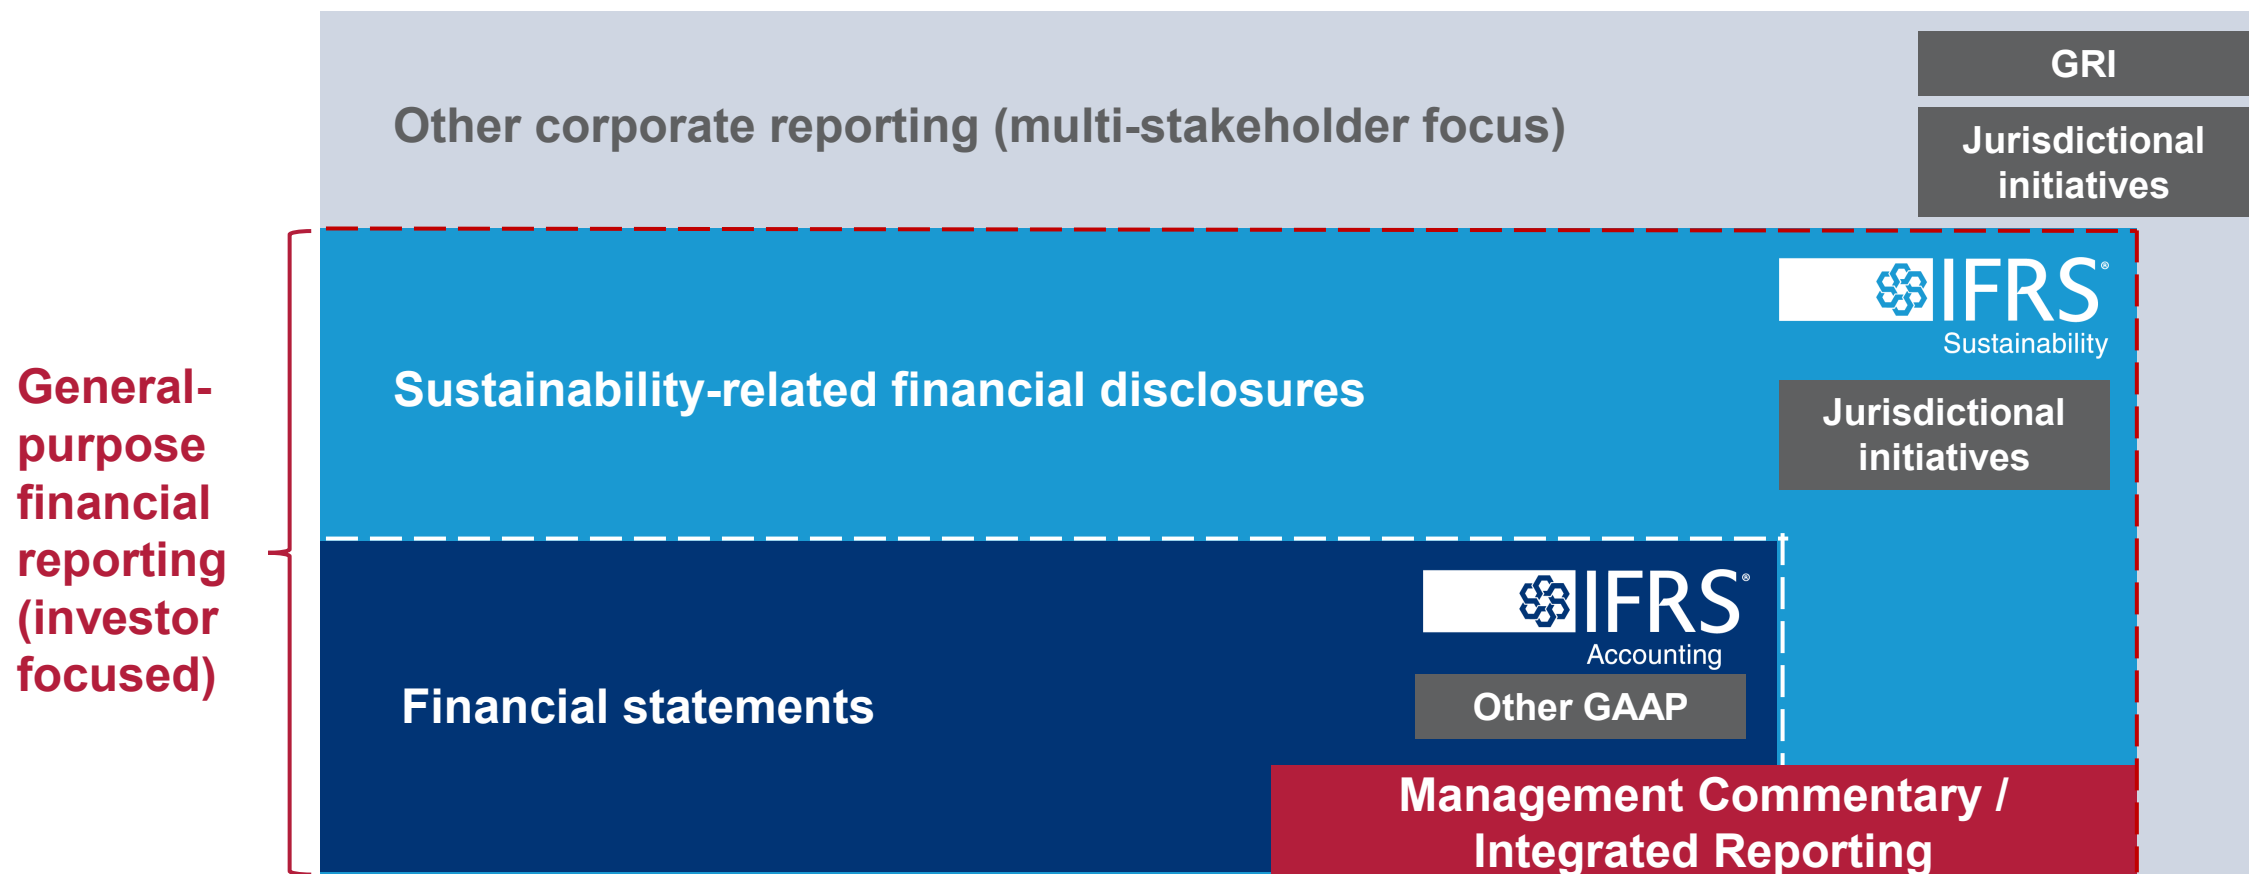 GRI
Other corporate reporting (multi-stakeholder focus)
Jurisdictional
initiatives
General-
purpose
financial
reporting
(investor
focused)
IFRS®
Sustainability
Sustainability-related financial disclosures
Jurisdictional
initiatives
IFRS®
Accounting
Financial statements
Other GAAP
Management Commentary /
Integrated Reporting